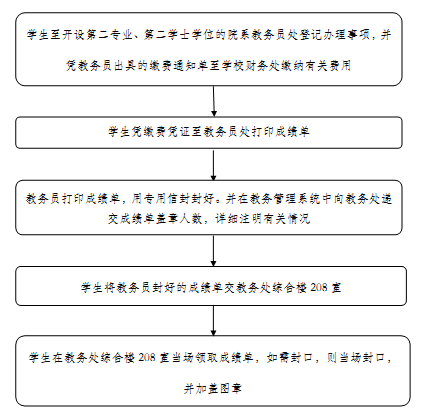 学生至开设第二专业、第二学士学位的院系教务员处登记办理事项，并
凭教务员出具的缴费通知单至学校财务处缴纳有关费用
学生凭缴费凭证至教务员处打印成绩单
教务员打印成绩单，用专用信封封好。并在教务管理系统中向教务处递
交成绩单盖章人数，详细注明有关情况
学生将教务员封好的成绩单交教务处综合楼 208 室
学生在教务处综合楼 208 室当场领取成绩单，如需封口，则当场封口，
并加盖图章